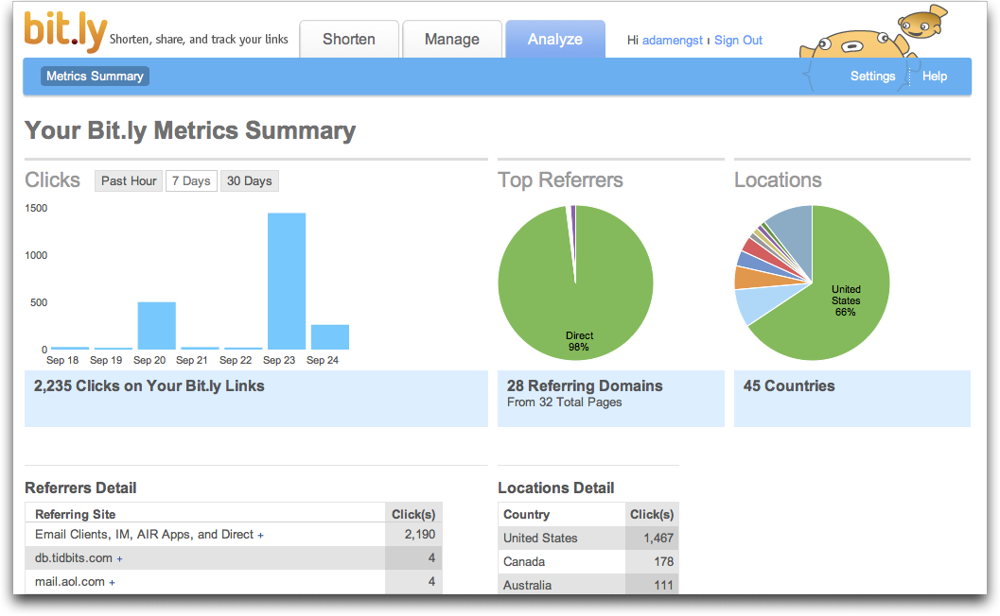 bit.ly Shorten, share, and track your links
Shorten
Manage
Analyze
Hi adamengst | Sign Out
Metrics Summary
Settings
Help
Your Bit.ly Metrics Summary
Clicks
Past Hour
7 Days
30 Days
1500
1000
500
0
Sep 18
Sep 19
Sep 20
Sep 21
Sep 22
Sep 23
Sep 24
2,235 Clicks on Your Bit.ly Links
Top Referrers
Direct
98%
28 Referring Domains
From 32 Total Pages
Locations
United
States
66%
45 Countries
Referrers Detail
Referring Site Click(s)
Email Clients, IM, AIR Apps, and Direct + 2,190
db.tidbits.com + 4
mail.aol.com + 4
Locations Detail
Country Click(s)
United States 1,467
Canada 178
Australia 111